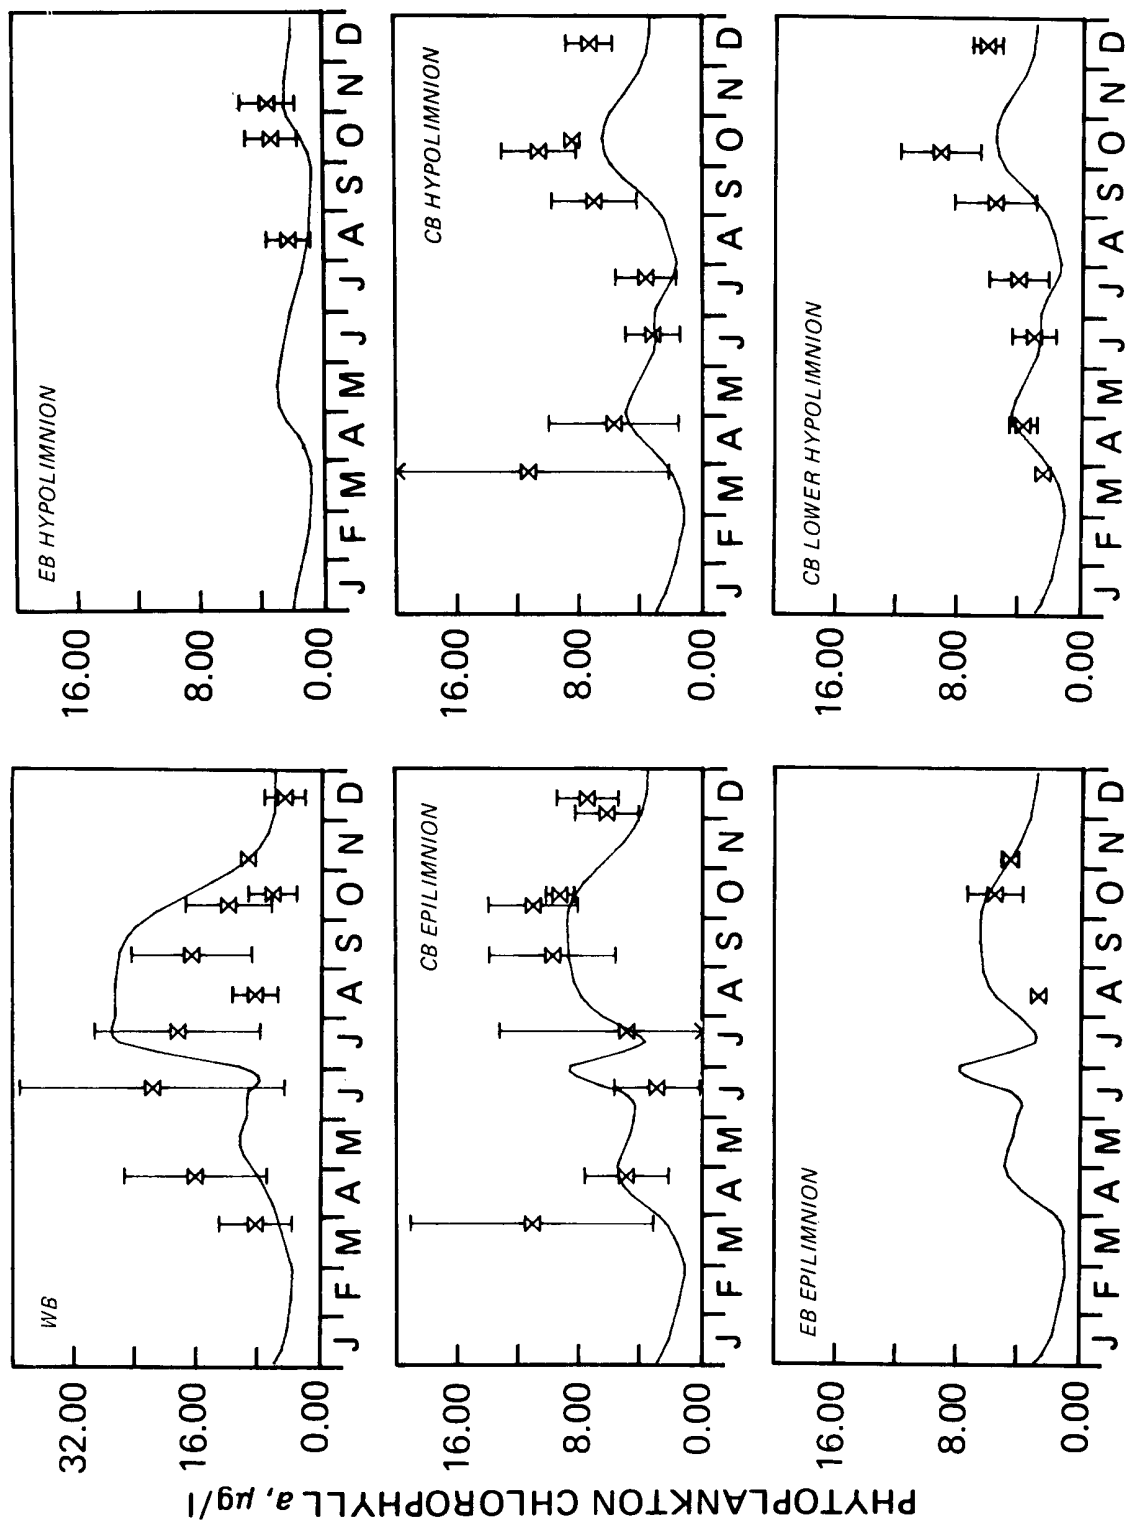 PHYTOPLANKTON CHLOROPHYLL a, µg/l
WB
32.00
16.00
0.00
J F M A M J J A S O N D
EB HYPOLIMNION
16.00
8.00
0.00
J F M A M J J A S O N D
CB EPILIMNION
16.00
8.00
0.00
J F M A M J J A S O N D
CB HYPOLIMNION
16.00
8.00
0.00
J F M A M J J A S O N D
EB EPILIMNION
16.00
8.00
0.00
J F M A M J J A S O N D
CB LOWER HYPOLIMNION
16.00
8.00
0.00
J F M A M J J A S O N D